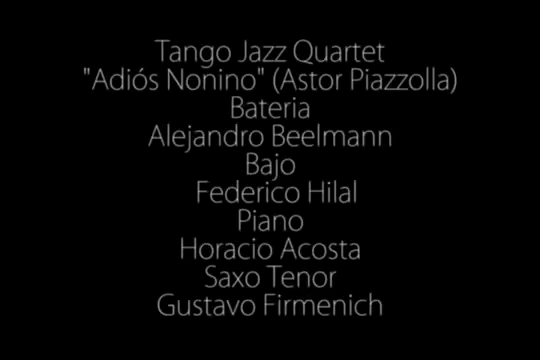 Tango Jazz Quartet
"Adiós Nonino" (Astor Piazzolla)
Bateria
Alejandro Beelmann
Bajo
Federico Hilal
Piano
Horacio Acosta
Saxo Tenor
Gustavo Firmenich